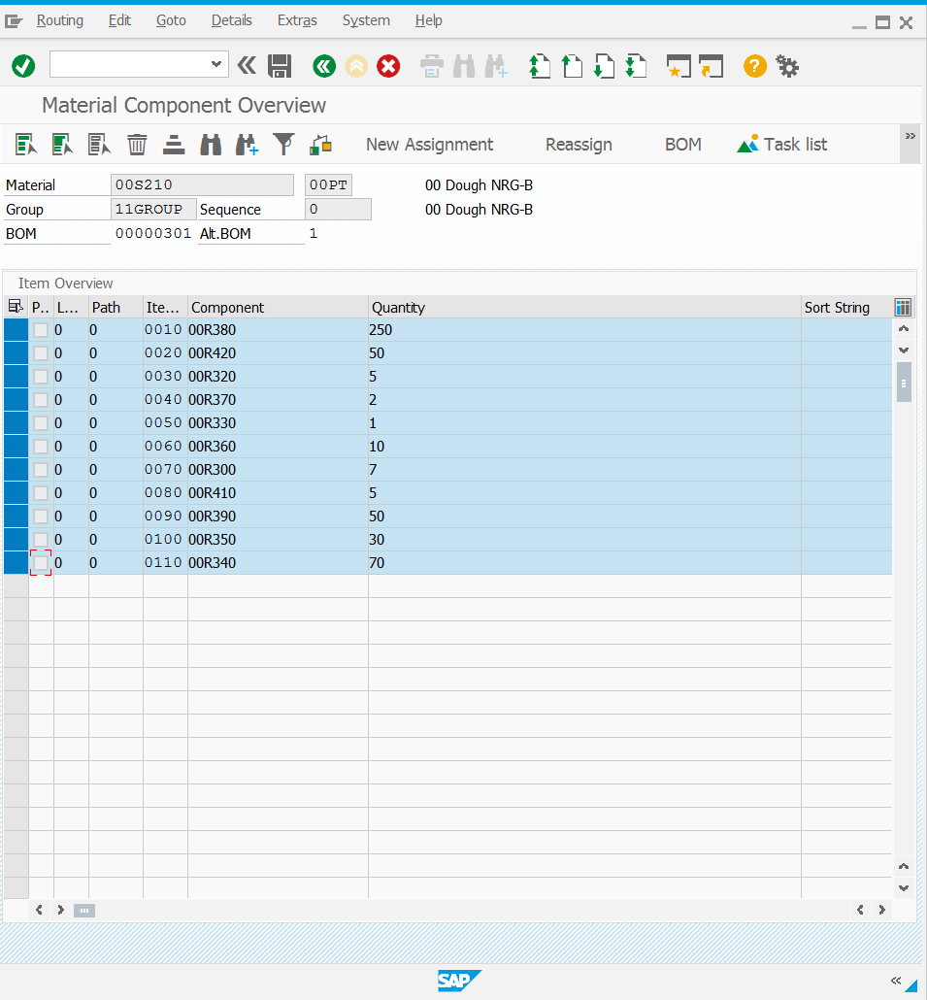 Routing Edit Goto Details Extras System Help
Material Component Overview
New Assignment Reassign BOM Task list
Material 00S210 00PT 00 Dough NRG-B
Group 11GROUP Sequence 0 00 Dough NRG-B
BOM 00000301 Alt.BOM 1
Item Overview
P.. L... Path Ite... Component Quantity Sort String
0 0 0010 00R380 250
0 0 0020 00R420 50
0 0 0030 00R320 5
0 0 0040 00R370 2
0 0 0050 00R330 1
0 0 0060 00R360 10
0 0 0070 00R300 7
0 0 0080 00R410 5
0 0 0090 00R390 50
0 0 0100 00R350 30
0 0 0110 00R340 70
SAP